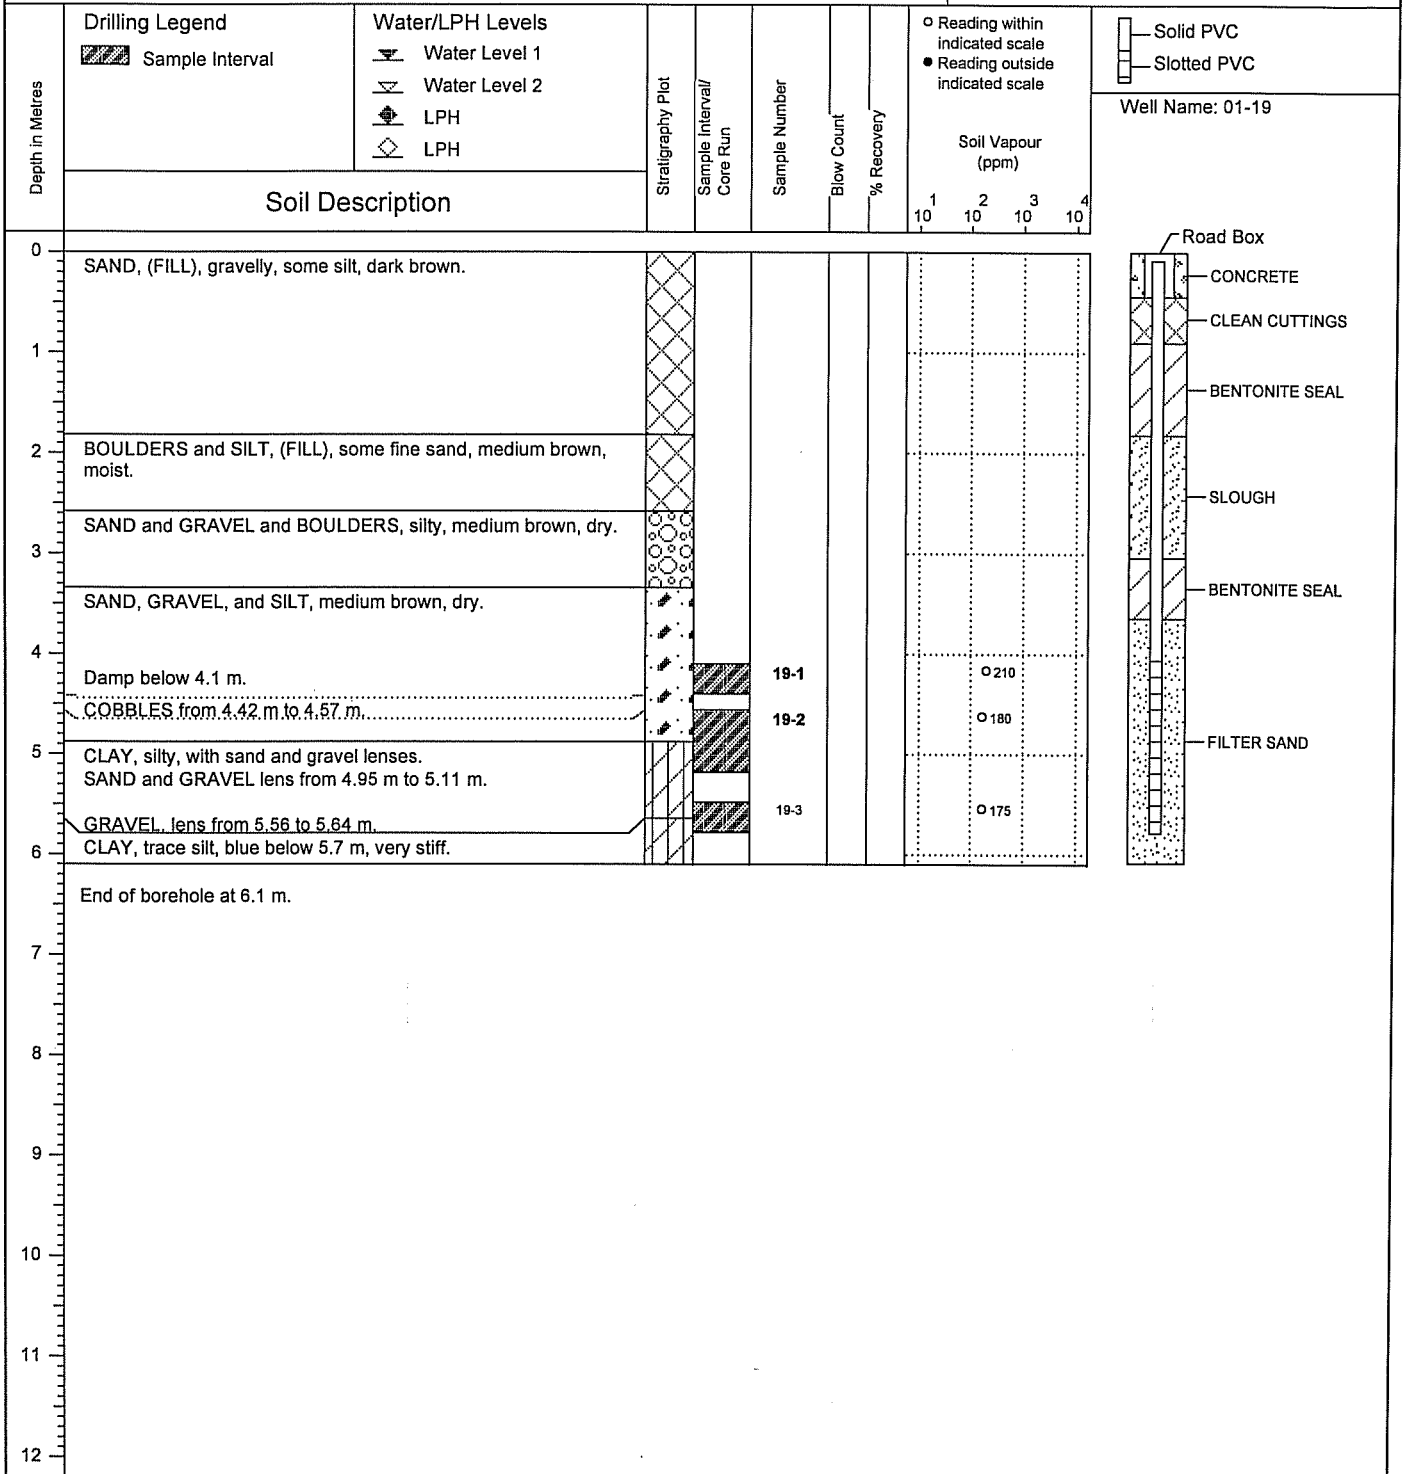 Drilling Legend
Sample Interval
Water/LPH Levels
Water Level 1
Water Level 2
LPH
LPH
Depth in Metres
Soil Description
Stratigraphy Plot
Sample Interval/
Core Run
Sample Number
Blow Count
% Recovery
Reading within
indicated scale
Reading outside
indicated scale
Soil Vapour
(ppm)
10^1 10^2 10^3 10^4
Solid PVC
Slotted PVC
Well Name: 01-19
Road Box
0
SAND, (FILL), gravelly, some silt, dark brown.
CONCRETE
CLEAN CUTTINGS
1
BENTONITE SEAL
2
BOULDERS and SILT, (FILL), some fine sand, medium brown,
moist.
SLOUGH
SAND and GRAVEL and BOULDERS, silty, medium brown, dry.
3
BENTONITE SEAL
SAND, GRAVEL, and SILT, medium brown, dry.
4
Damp below 4.1 m.
19-1
210
COBBLES from 4.42 m to 4.57 m.
19-2
180
5
CLAY, silty, with sand and gravel lenses.
FILTER SAND
SAND and GRAVEL lens from 4.95 m to 5.11 m.
19-3
175
GRAVEL, lens from 5.56 to 5.64 m.
CLAY, trace silt, blue below 5.7 m, very stiff.
6
End of borehole at 6.1 m.
7
8
9
10
11
12